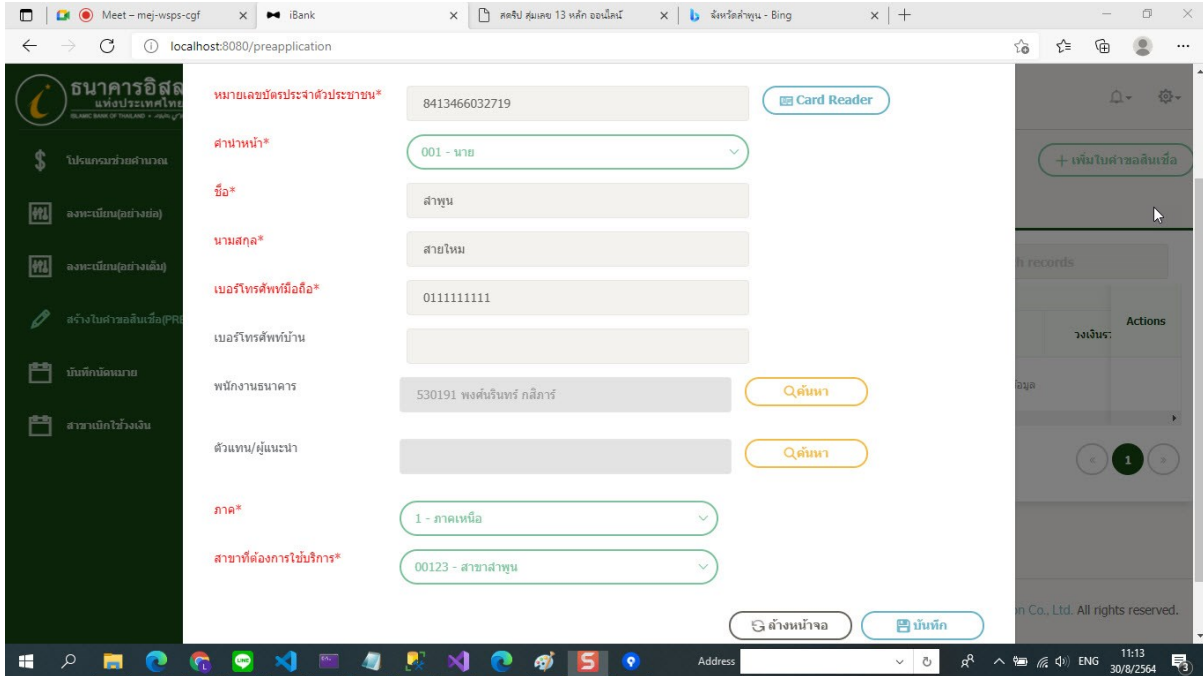 Meet – mej-wsps-cgf
iBank
สคริป สุ่มเลข 13 หลัก ออนไลน์
จังหวัดลำพูน - Bing
localhost:8080/preapplication
ธนาคารอิสล
แห่งประเทศไทย
ISLAMIC BANK OF THAILAND
หมายเลขบัตรประจำตัวประชาชน*
8413466032719
Card Reader
คำนำหน้า*
001 - นาย
โปรแกรมช่วยคำนวณ
+ เพิ่มใบคำขอสินเชื่อ
ชื่อ*
ลำพูน
ลงทะเบียน(อย่างย่อ)
นามสกุล*
สายไหม
ลงทะเบียน(อย่างเต็ม)
h records
เบอร์โทรศัพท์มือถือ*
0111111111
สร้างใบคำขอสินเชื่อ(PRE
Actions
วงเงินรว
เบอร์โทรศัพท์บ้าน
บันทึกนัดหมาย
พนักงานธนาคาร
530191 พงศ์นรินทร์ กสิภาร์
ค้นหา
ข้อมูล
สาขาเบิกใช้วงเงิน
ตัวแทน/ผู้แนะนำ
ค้นหา
« 1 »
ภาค*
1 - ภาคเหนือ
สาขาที่ต้องการใช้บริการ*
00123 - สาขาลำพูน
on Co., Ltd. All rights reserved.
ล้างหน้าจอ
บันทึก
Address
ENG
11:13
30/8/2564